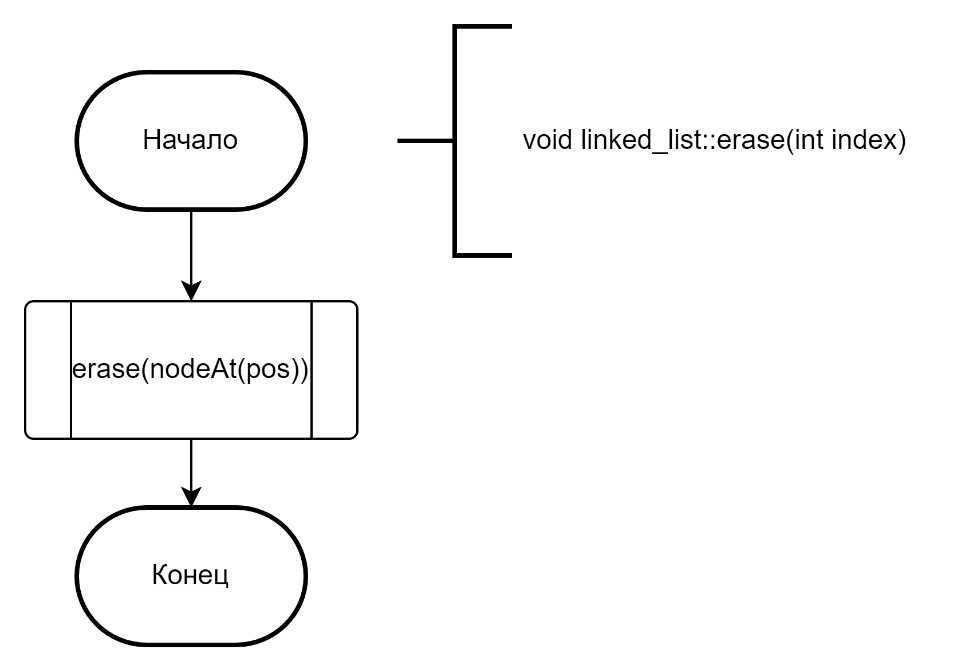 Начало
void linked_list::erase(int index)
erase(nodeAt(pos))
Конец